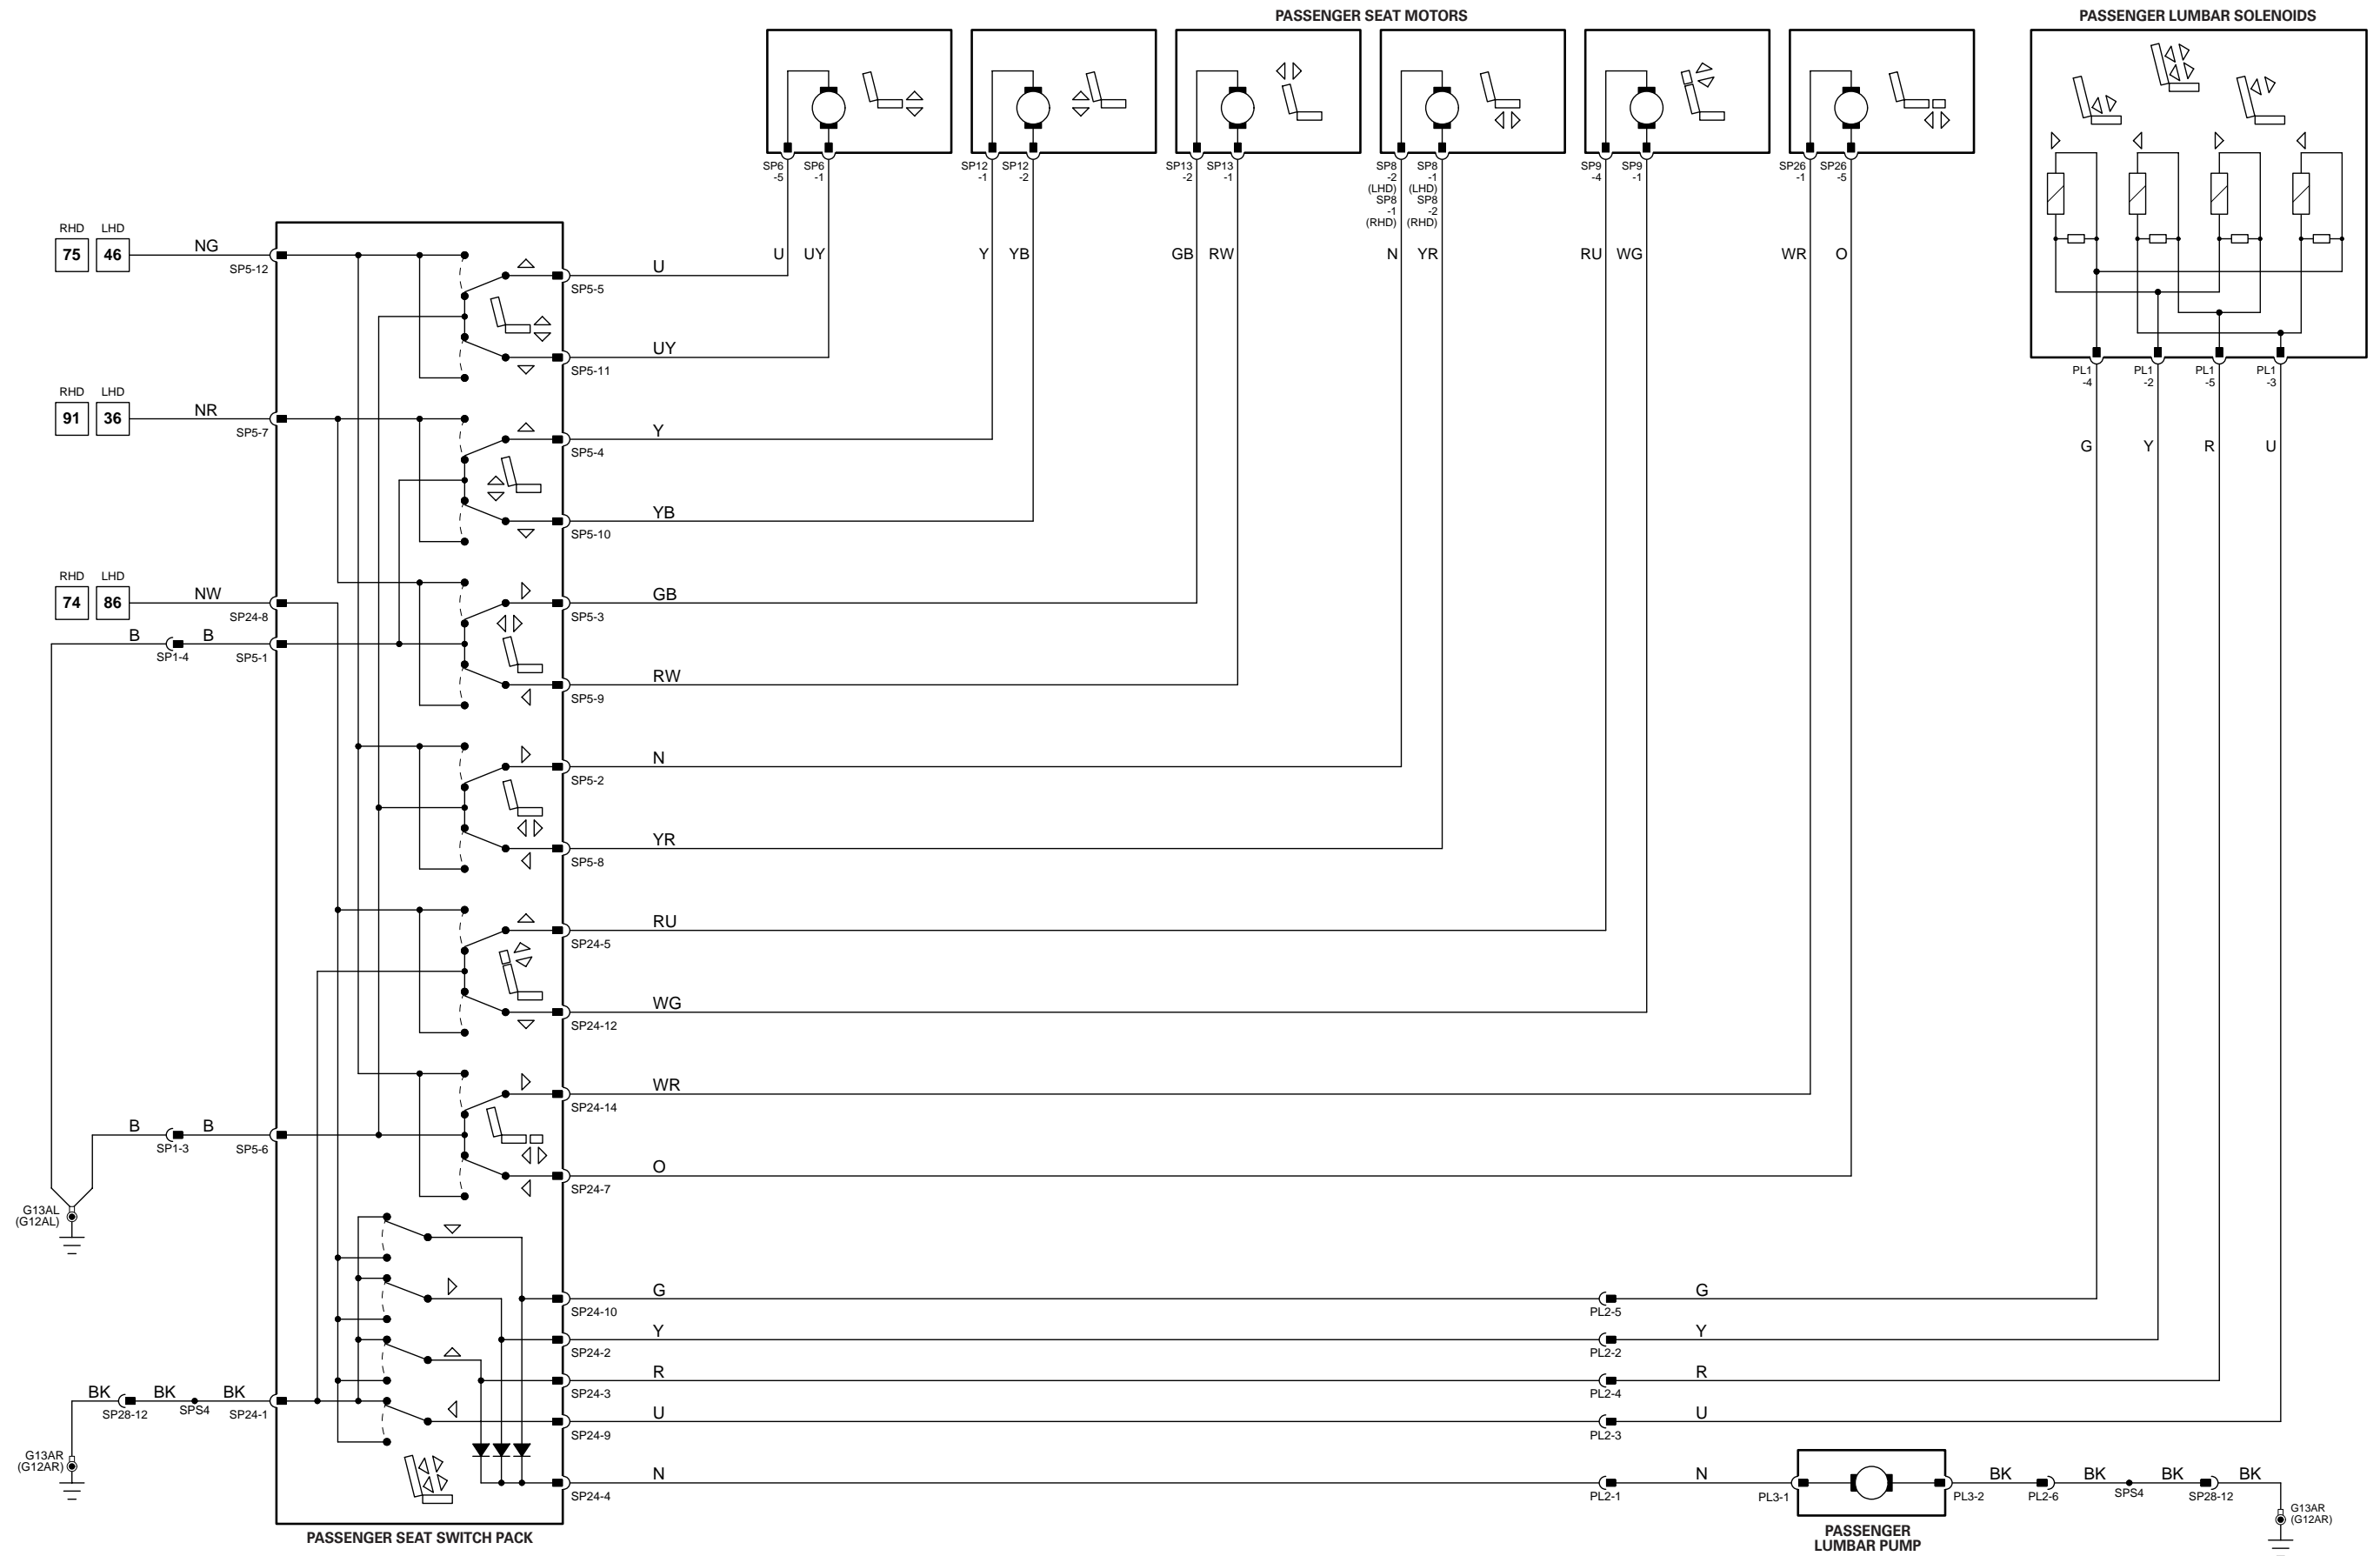 PASSENGER SEAT MOTORS
PASSENGER LUMBAR SOLENOIDS
SP6 -5
SP6 -1
SP12 -1
SP12 -2
SP13 -2
SP13 -1
SP8 -2 (LHD) SP8 -1 (RHD)
SP8 -1 (LHD) SP8 -2 (RHD)
SP9 -4
SP9 -1
SP26 -1
SP26 -5
U UY Y YB GB RW N YR RU WG WR O
PL1 -4
PL1 -2
PL1 -5
PL1 -3
G Y R U
RHD LHD
75 46 NG SP5-12
U SP5-5
UY SP5-11
RHD LHD
91 36 NR SP5-7
Y SP5-4
YB SP5-10
RHD LHD
74 86 NW SP24-8
GB SP5-3
B SP1-4 B SP5-1
RW SP5-9
N SP5-2
YR SP5-8
RU SP24-5
WG SP24-12
WR SP24-14
B SP1-3 B SP5-6
O SP24-7
G13AL
(G12AL)
G SP24-10 PL2-5 G
Y SP24-2 PL2-2 Y
R SP24-3 PL2-4 R
BK SP28-12 BK SPS4 BK SP24-1
U SP24-9 PL2-3 U
G13AR
(G12AR)
N SP24-4 PL2-1 N PL3-1
PL3-2 BK PL2-6 BK SPS4 BK SP28-12 BK
G13AR
(G12AR)
PASSENGER SEAT SWITCH PACK
PASSENGER
LUMBAR PUMP